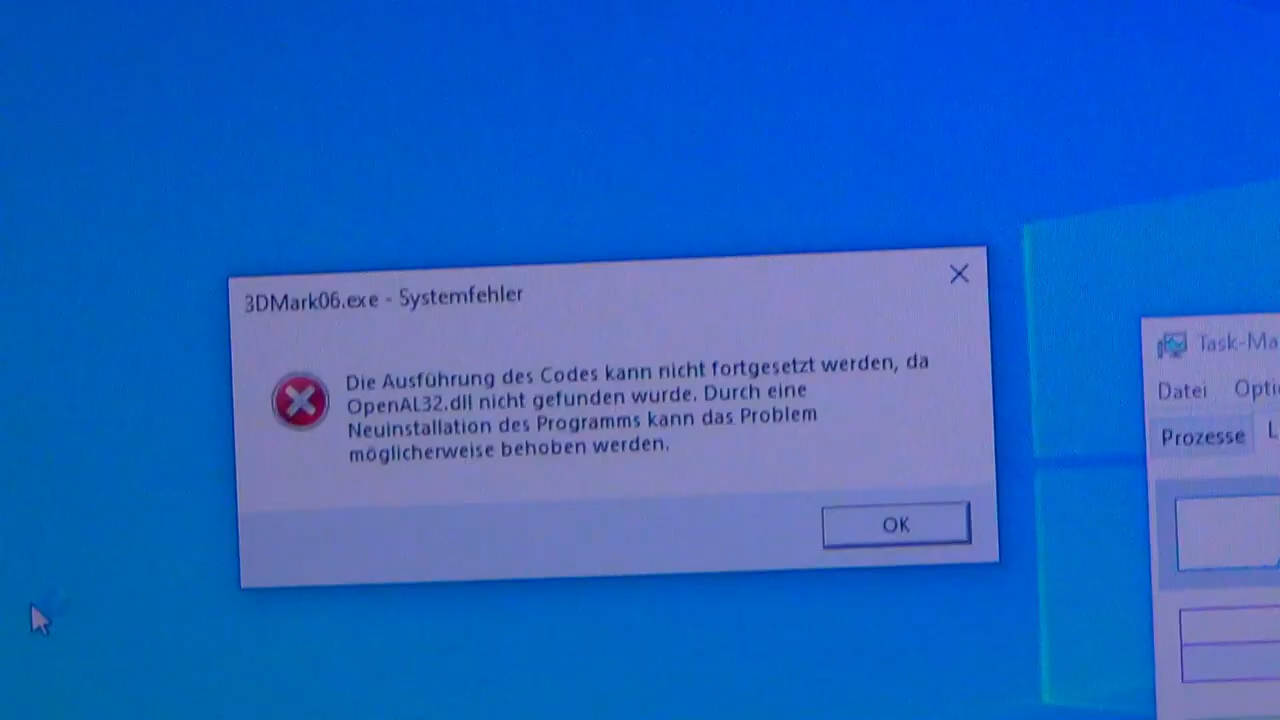 3DMark06.exe - Systemfehler
Die Ausführung des Codes kann nicht fortgesetzt werden, da
OpenAL32.dll nicht gefunden wurde. Durch eine
Neuinstallation des Programms kann das Problem
möglicherweise behoben werden.
OK
Task-Ma
Datei Opti
Prozesse L